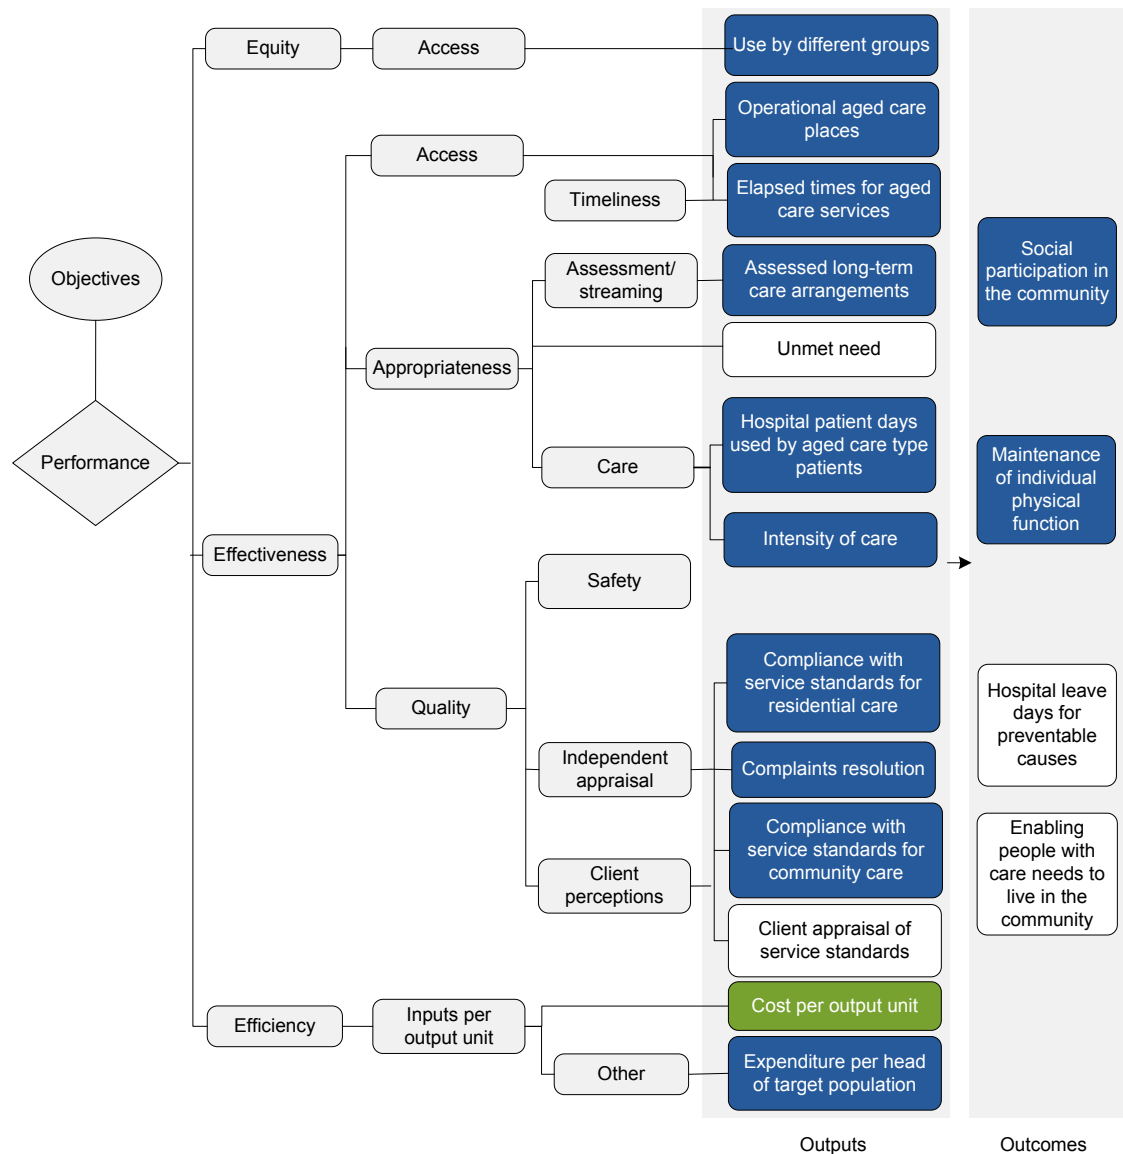 Equity
Access
Use by different groups
Operational aged care
places
Access
Timeliness
Elapsed times for aged
care services
Objectives
Assessment/
streaming
Assessed long-term
care arrangements
Social
participation in
the community
Unmet need
Appropriateness
Performance
Care
Hospital patient days
used by aged care type
patients
Maintenance
of individual
physical
function
Intensity of care
Effectiveness
Safety
Quality
Compliance with
service standards for
residential care
Hospital leave
days for
preventable
causes
Independent
appraisal
Complaints resolution
Client
perceptions
Compliance with
service standards for
community care
Enabling
people with
care needs to
live in the
community
Client appraisal of
service standards
Efficiency
Inputs per
output unit
Cost per output unit
Other
Expenditure per head
of target population
Outputs
Outcomes